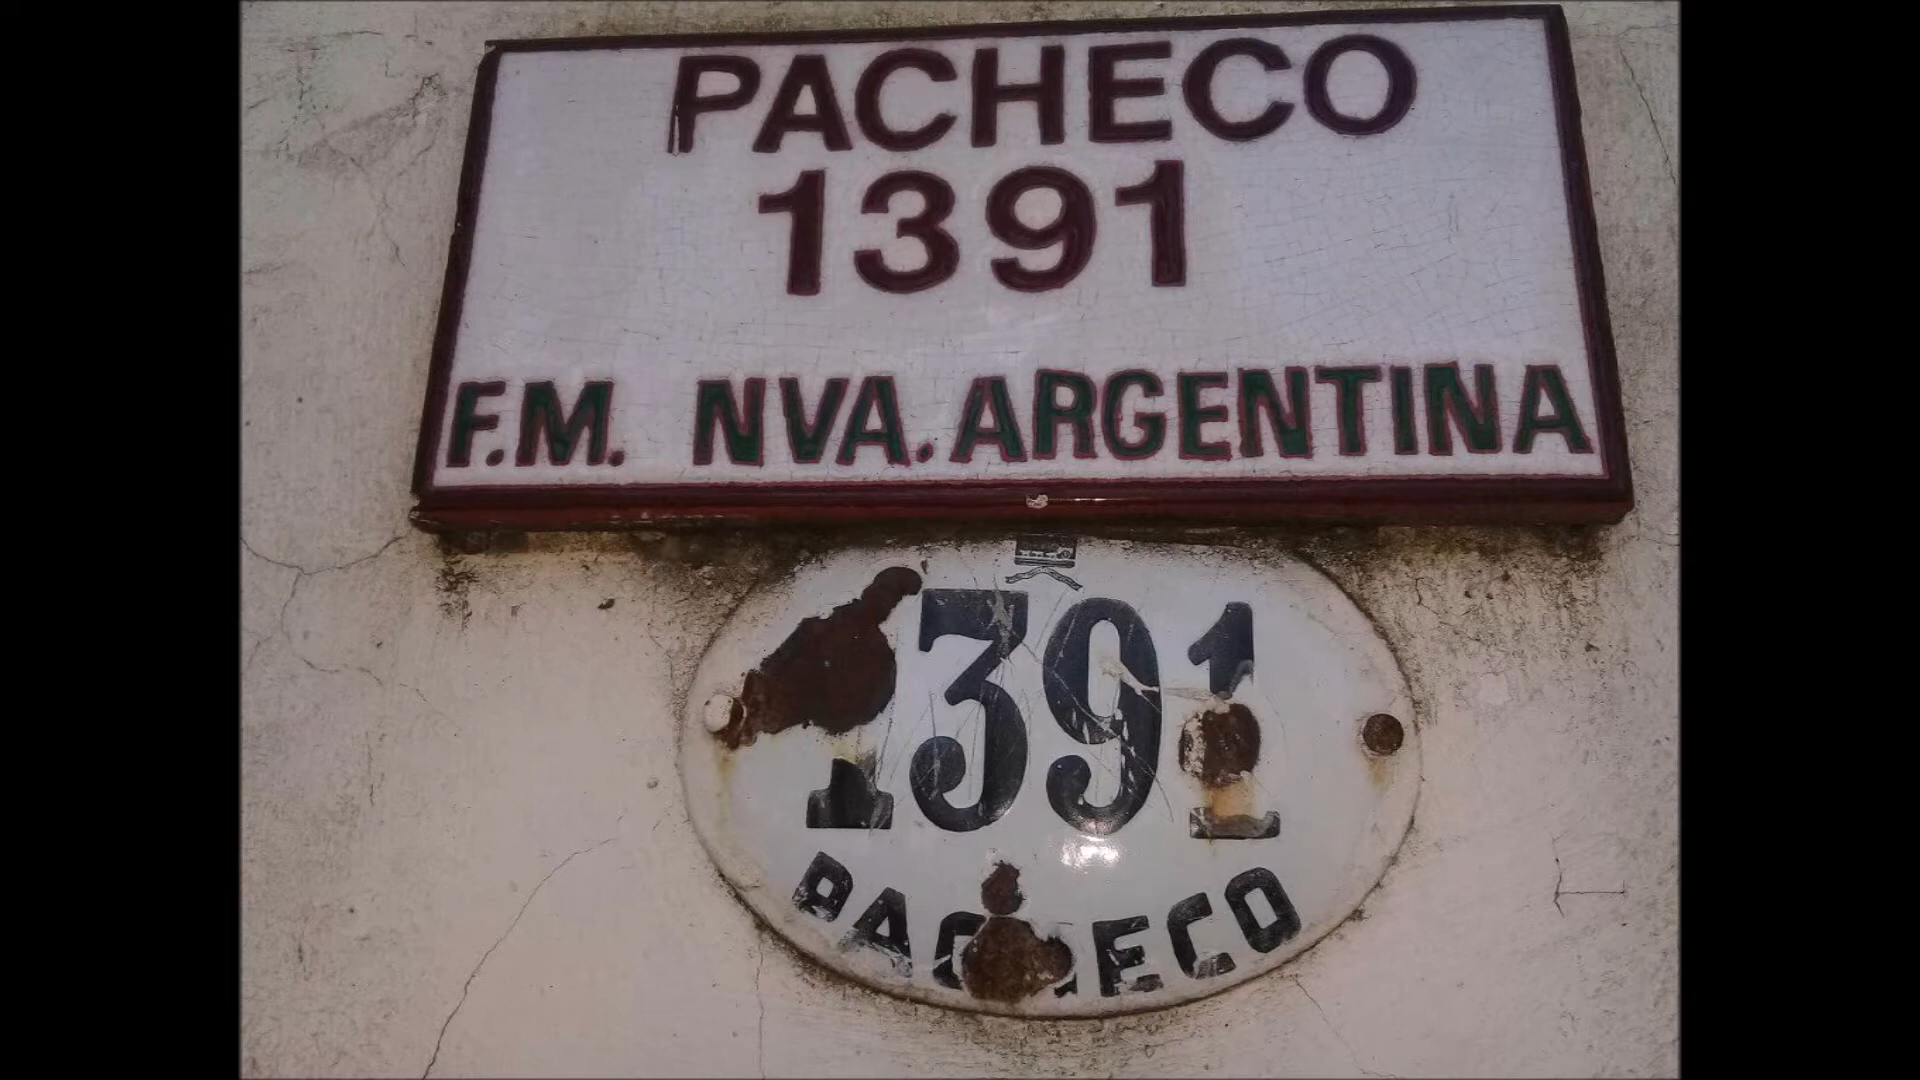 PACHECO
1391
F.M. NVA. ARGENTINA
1391
PACHECO